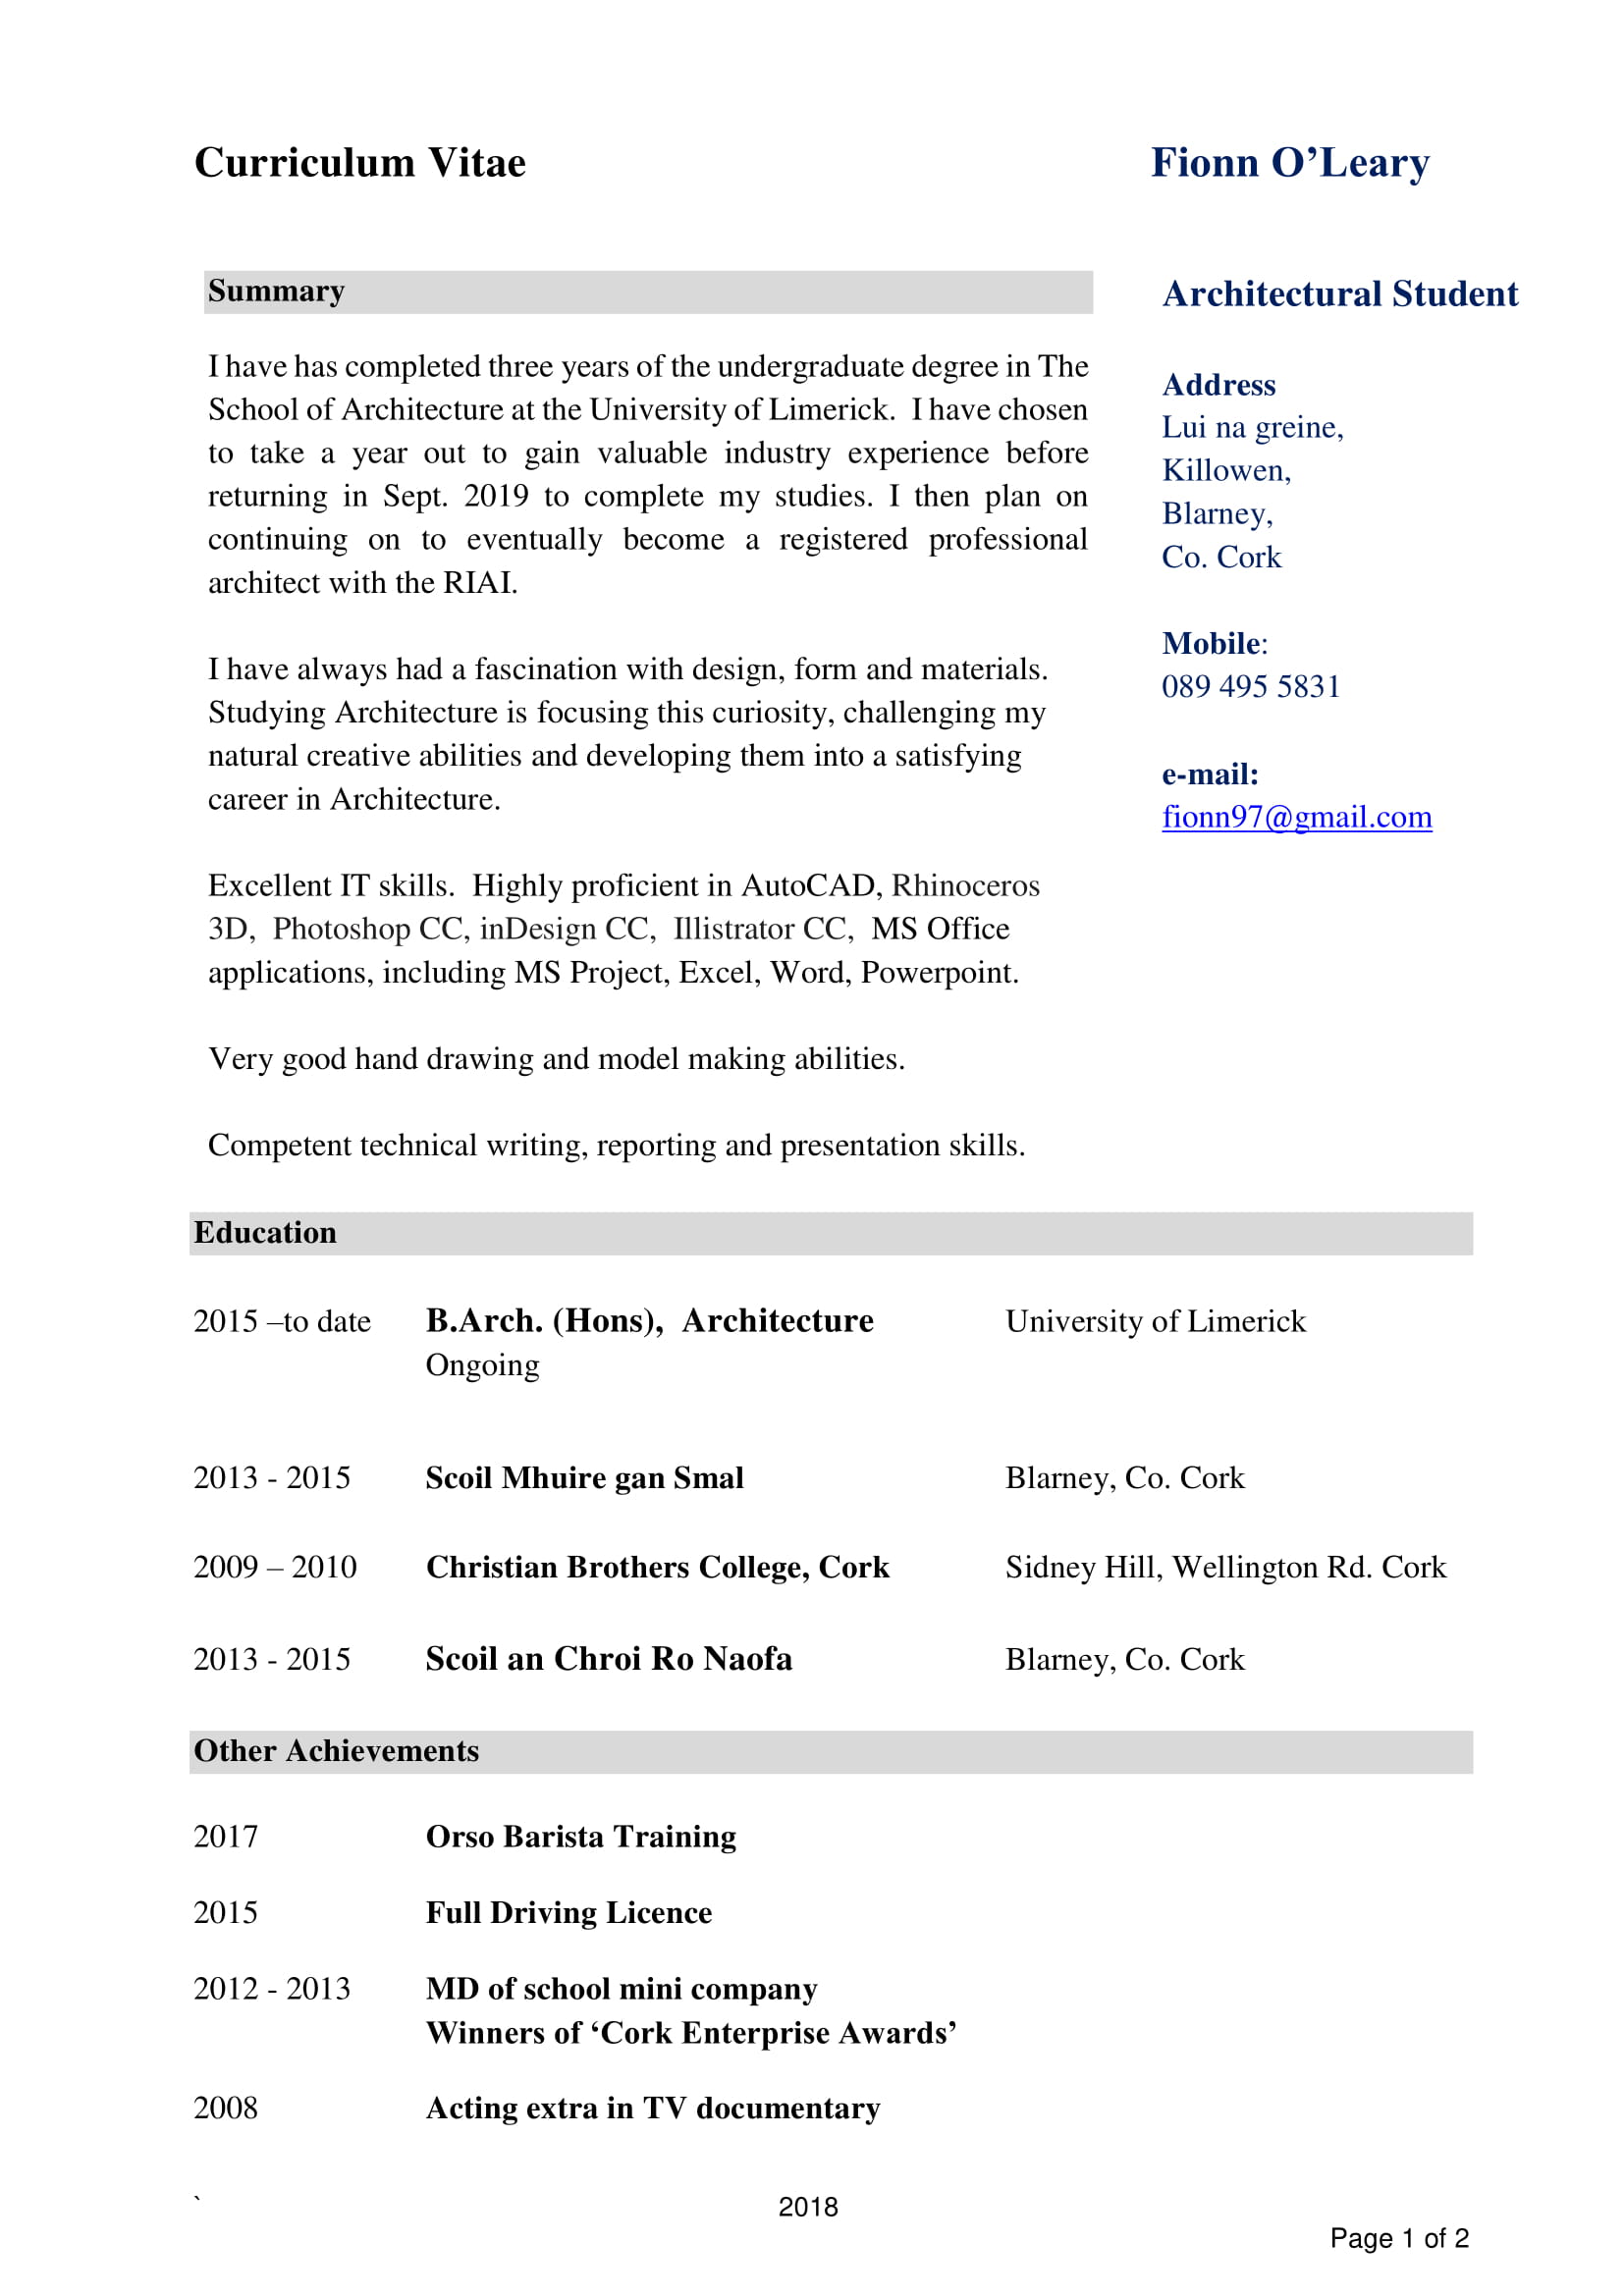 Curriculum Vitae
Fionn O’Leary
Summary
I have has completed three years of the undergraduate degree in The
School of Architecture at the University of Limerick.  I have chosen
to take a year out to gain valuable industry experience before
returning in Sept. 2019 to complete my studies. I then plan on
continuing on to eventually become a registered professional
architect with the RIAI.
I have always had a fascination with design, form and materials.
Studying Architecture is focusing this curiosity, challenging my
natural creative abilities and developing them into a satisfying
career in Architecture.
Excellent IT skills.  Highly proficient in AutoCAD, Rhinoceros
3D,  Photoshop CC, inDesign CC,  Illistrator CC,  MS Office
applications, including MS Project, Excel, Word, Powerpoint.
Very good hand drawing and model making abilities.
Competent technical writing, reporting and presentation skills.
Architectural Student
Address
Lui na greine,
Killowen,
Blarney,
Co. Cork
Mobile:
089 495 5831
e-mail:
fionn97@gmail.com
Education
2015 –to date B.Arch. (Hons),  Architecture University of Limerick
Ongoing
2013 - 2015 Scoil Mhuire gan Smal Blarney, Co. Cork
2009 – 2010 Christian Brothers College, Cork Sidney Hill, Wellington Rd. Cork
2013 - 2015 Scoil an Chroi Ro Naofa Blarney, Co. Cork
Other Achievements
2017 Orso Barista Training
2015 Full Driving Licence
2012 - 2013 MD of school mini company
Winners of ‘Cork Enterprise Awards’
2008 Acting extra in TV documentary
` 2018
Page 1 of 2